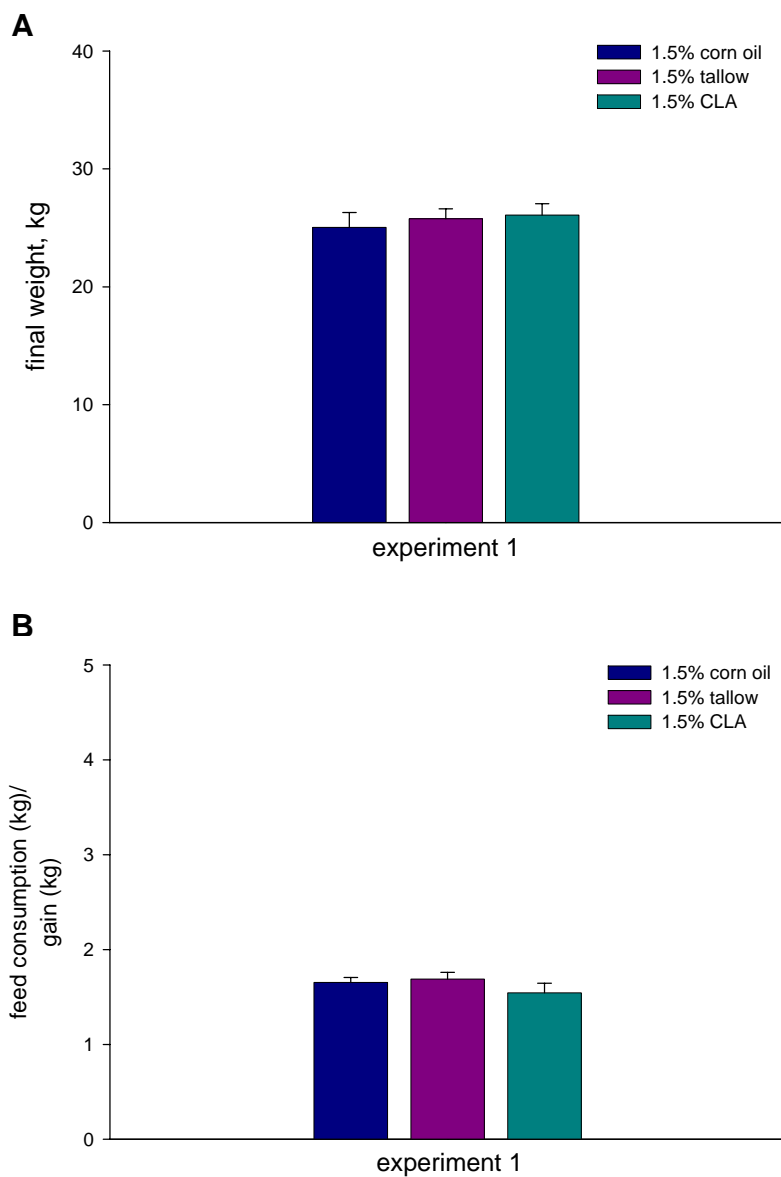 A
40
30
20
10
0
final weight, kg
1.5% corn oil
1.5% tallow
1.5% CLA
experiment 1
B
5
4
3
2
1
0
feed consumption (kg)/
gain (kg)
1.5% corn oil
1.5% tallow
1.5% CLA
experiment 1